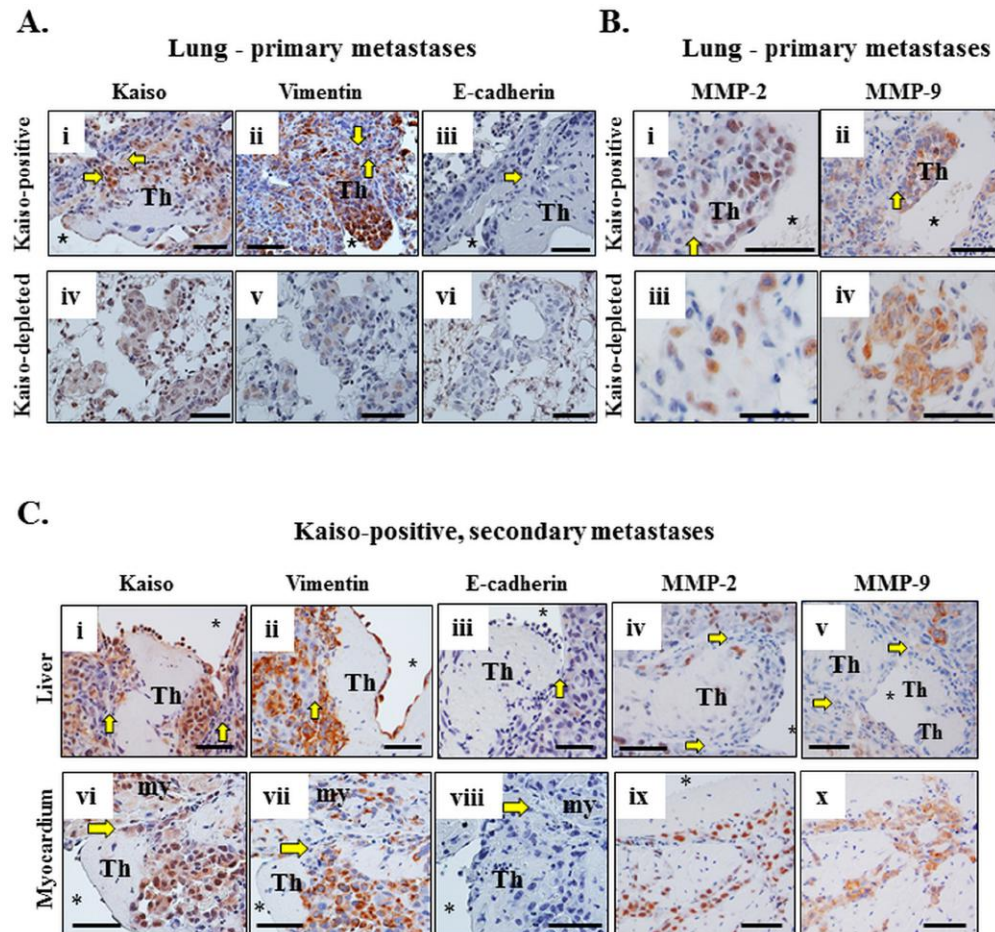 A.
Lung - primary metastases
Kaiso Vimentin E-cadherin
Kaiso-positive
i ii iii
Th Th Th
* * *
Kaiso-depleted
iv v vi
B.
Lung - primary metastases
MMP-2 MMP-9
Kaiso-positive
i ii
Th Th
* *
Kaiso-depleted
iii iv
C.
Kaiso-positive, secondary metastases
Kaiso Vimentin E-cadherin MMP-2 MMP-9
Liver
i ii iii iv v
* * * * *
Th Th Th Th Th Th Th
Myocardium
vi vii viii ix x
my my my
Th Th
* * * *